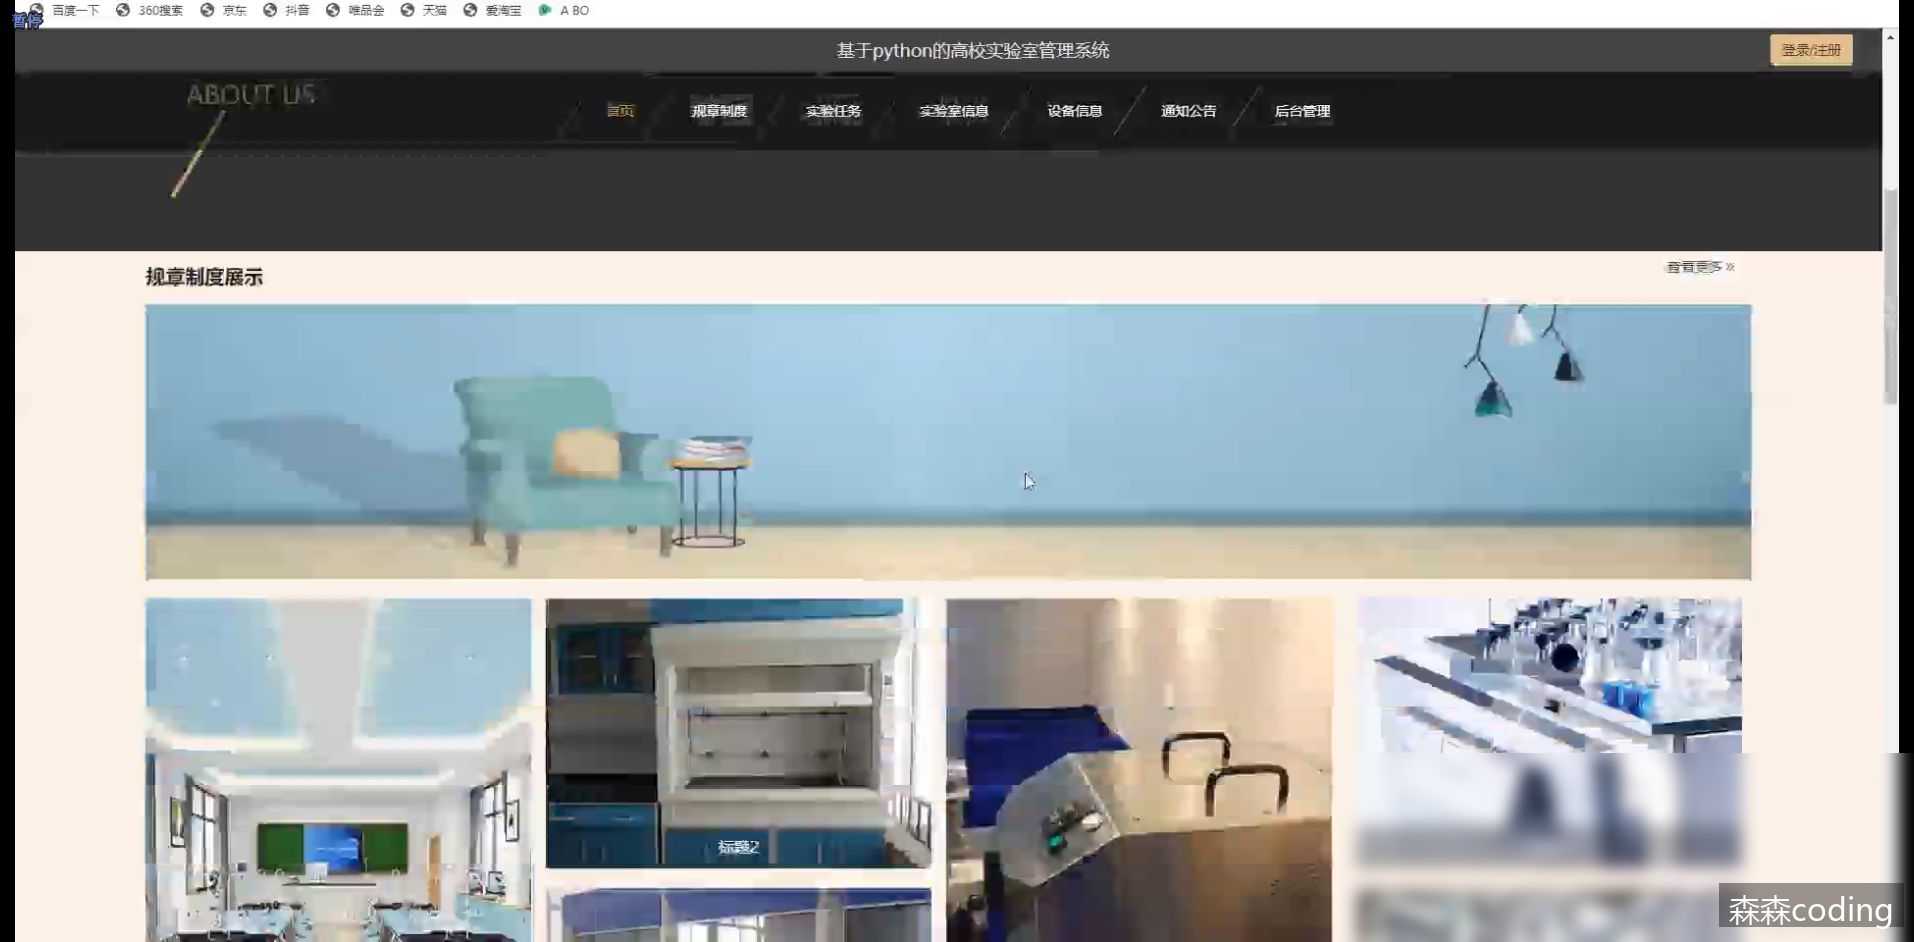 百度一下 360搜索 京东 抖音 唯品会 天猫 爱淘宝 A BO
暂停
基于python的高校实验室管理系统
登录/注册
ABOUT US
首页 规章制度 实验任务 实验室信息 设备信息 通知公告 后台管理
规章制度展示
查看更多 »
标题2
森森coding